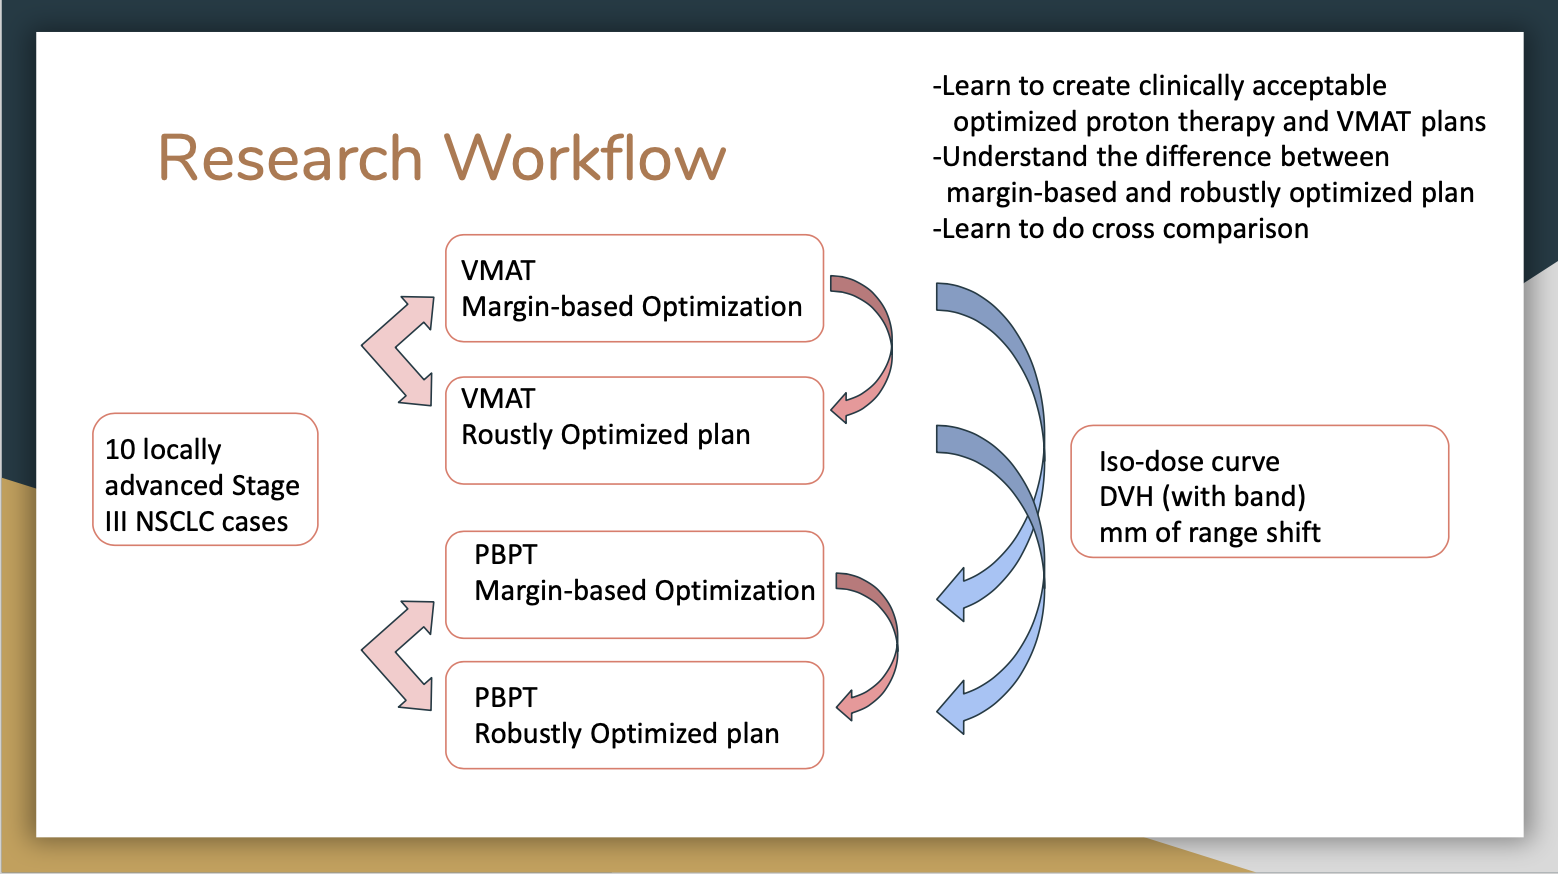 Research Workflow
-Learn to create clinically acceptable
optimized proton therapy and VMAT plans
-Understand the difference between
margin-based and robustly optimized plan
-Learn to do cross comparison
10 locally
advanced Stage
III NSCLC cases
VMAT
Margin-based Optimization
VMAT
Roustly Optimized plan
PBPT
Margin-based Optimization
PBPT
Robustly Optimized plan
Iso-dose curve
DVH (with band)
mm of range shift